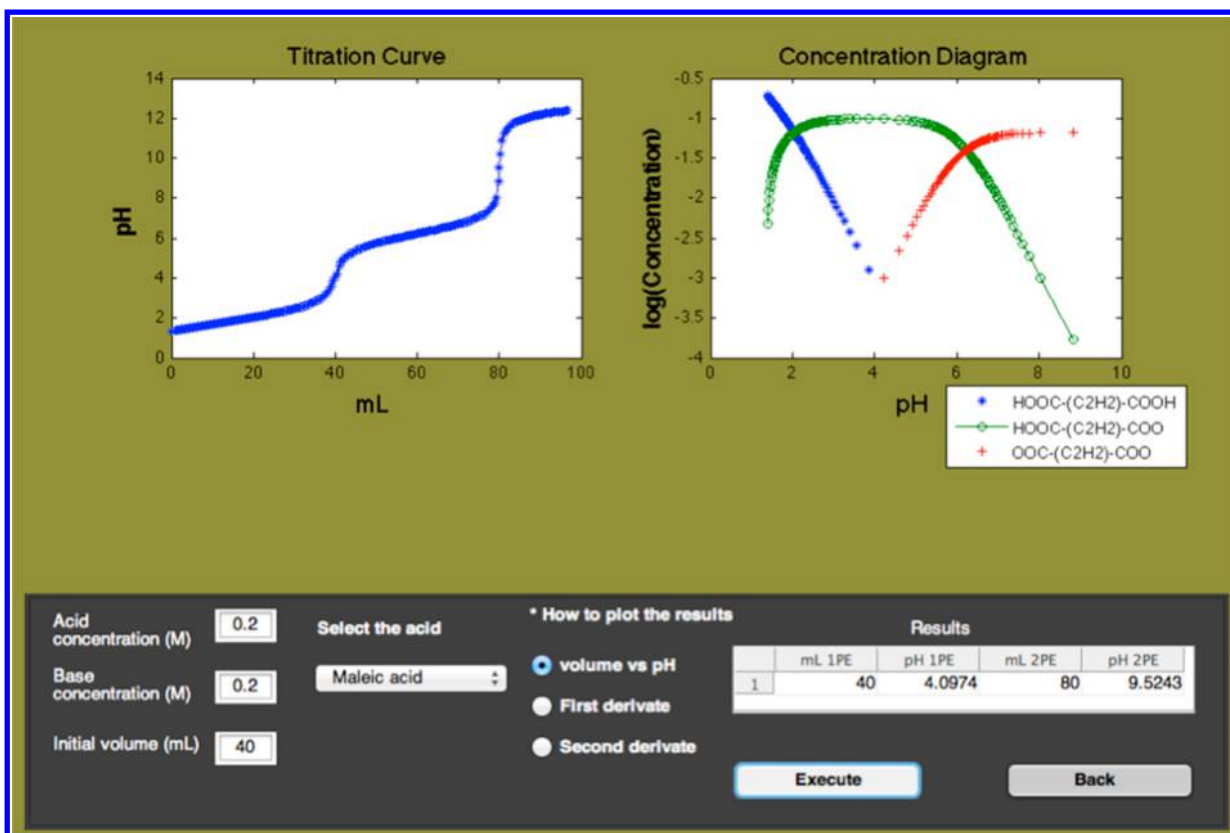 Titration Curve
14
12
10
8
6
4
2
0
pH
0 20 40 60 80 100
mL
Concentration Diagram
-0.5
-1
-1.5
-2
-2.5
-3
-3.5
-4
log(Concentration)
0 2 4 6 8 10
pH
HOOC-(C2H2)-COOH
HOOC-(C2H2)-COO
OOC-(C2H2)-COO
Acid
concentration (M)
0.2
Base
concentration (M)
0.2
Initial volume (mL)
40
Select the acid
Maleic acid
* How to plot the results
volume vs pH
First derivate
Second derivate
Results
mL 1PE pH 1PE mL 2PE pH 2PE
1 40 4.0974 80 9.5243
Execute
Back